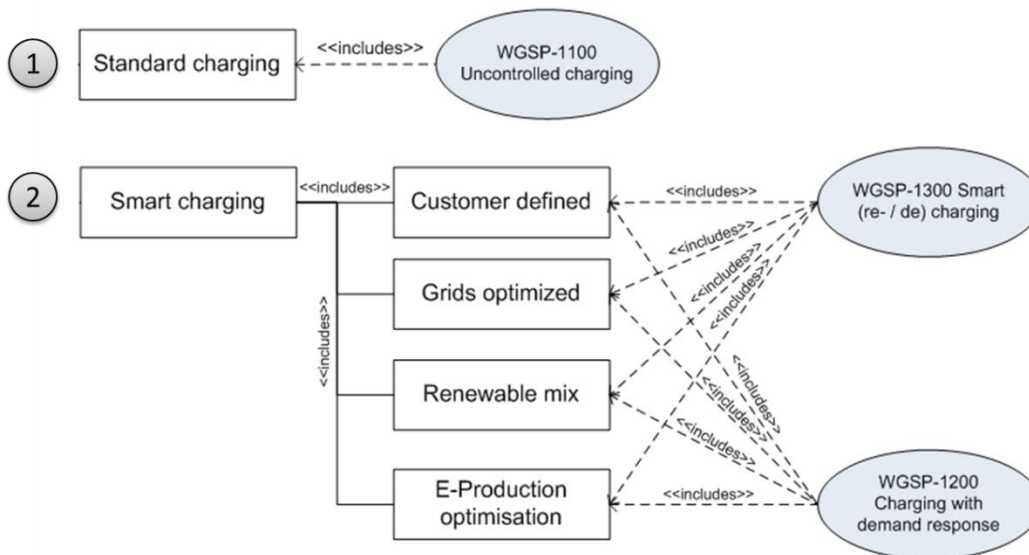 1
Standard charging
<<includes>>
WGSP-1100
Uncontrolled charging
2
Smart charging
<<includes>>
<<includes>>
Customer defined
Grids optimized
Renewable mix
E-Production
optimisation
<<includes>>
<<includes>>
<<includes>>
<<includes>>
<<includes>>
<<includes>>
<<includes>>
<<includes>>
WGSP-1300 Smart
(re- / de) charging
WGSP-1200
Charging with
demand response